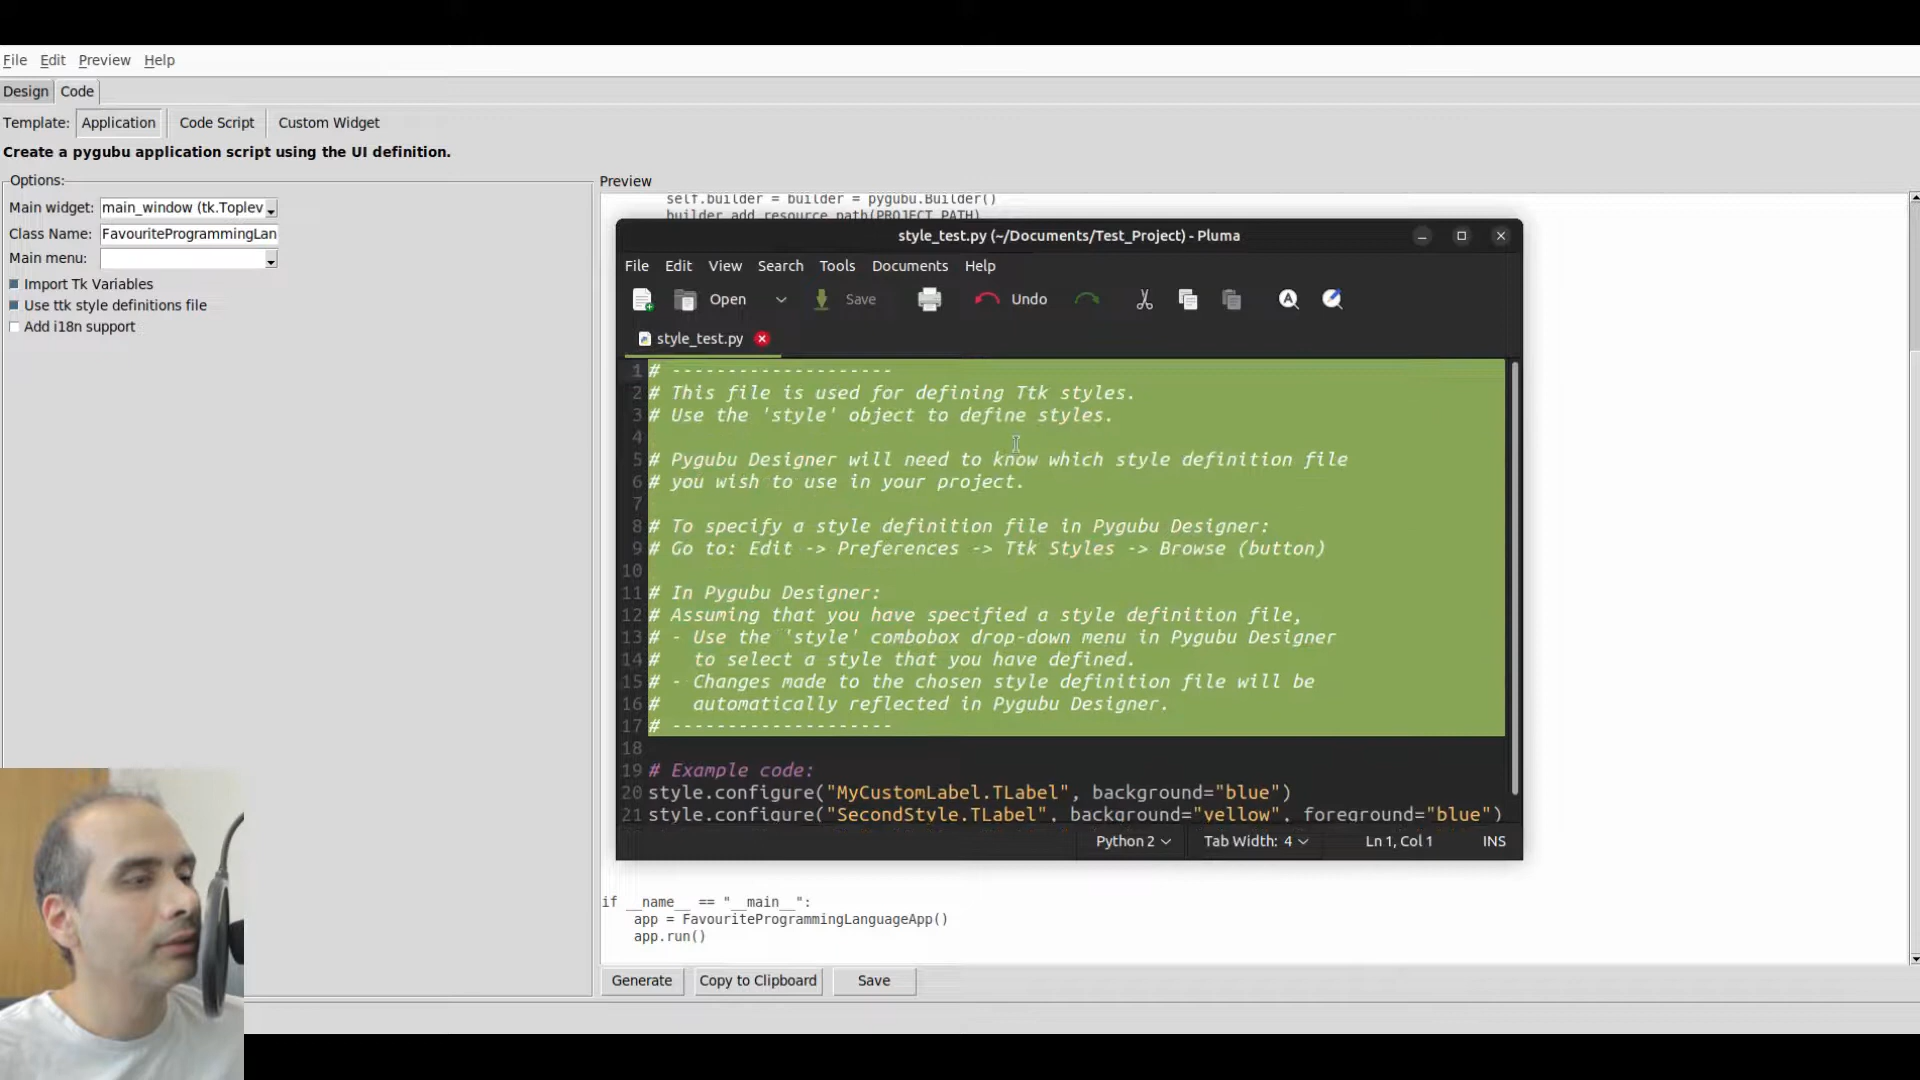 File Edit Preview Help
Design Code
Template: Application Code Script Custom Widget
Create a pygubu application script using the UI definition.
Options:
Main widget: main_window (tk.Toplev
Class Name: FavouriteProgrammingLan
Main menu:
Import Tk Variables
Use ttk style definitions file
Add i18n support
Preview
self.builder = builder = pygubu.Builder()
builder.add_resource_path(PROJECT_PATH)
style_test.py (~/Documents/Test_Project) - Pluma
File Edit View Search Tools Documents Help
Open Save Undo
style_test.py
1 # --------------------
2 # This file is used for defining Ttk styles.
3 # Use the 'style' object to define styles.
4
5 # Pygubu Designer will need to know which style definition file
6 # you wish to use in your project.
7
8 # To specify a style definition file in Pygubu Designer:
9 # Go to: Edit -> Preferences -> Ttk Styles -> Browse (button)
10
11 # In Pygubu Designer:
12 # Assuming that you have specified a style definition file,
13 # - Use the 'style' combobox drop-down menu in Pygubu Designer
14 #   to select a style that you have defined.
15 # - Changes made to the chosen style definition file will be
16 #   automatically reflected in Pygubu Designer.
17 # --------------------
18
19 # Example code:
20 style.configure("MyCustomLabel.TLabel", background="blue")
21 style.configure("SecondStyle.TLabel", background="yellow", foreground="blue")
Python 2 Tab Width: 4 Ln 1, Col 1 INS
if __name__ == "__main__":
app = FavouriteProgrammingLanguageApp()
app.run()
Generate Copy to Clipboard Save